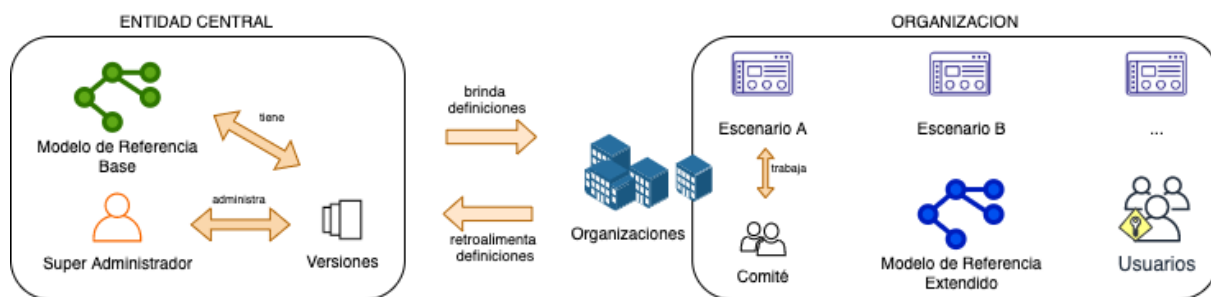 ENTIDAD CENTRAL
Modelo de Referencia
Base
tiene
Super Administrador
administra
Versiones
brinda
definiciones
retroalimenta
definiciones
Organizaciones
ORGANIZACION
Escenario A
Escenario B
...
trabaja
Comité
Modelo de Referencia
Extendido
Usuarios